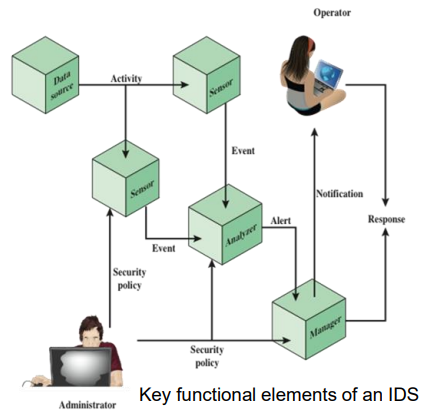 Operator
Data
source
Activity
Sensor
Sensor
Event
Notification
Analyzer
Alert
Response
Event
Security
policy
Manager
Security
policy
Key functional elements of an IDS
Administrator